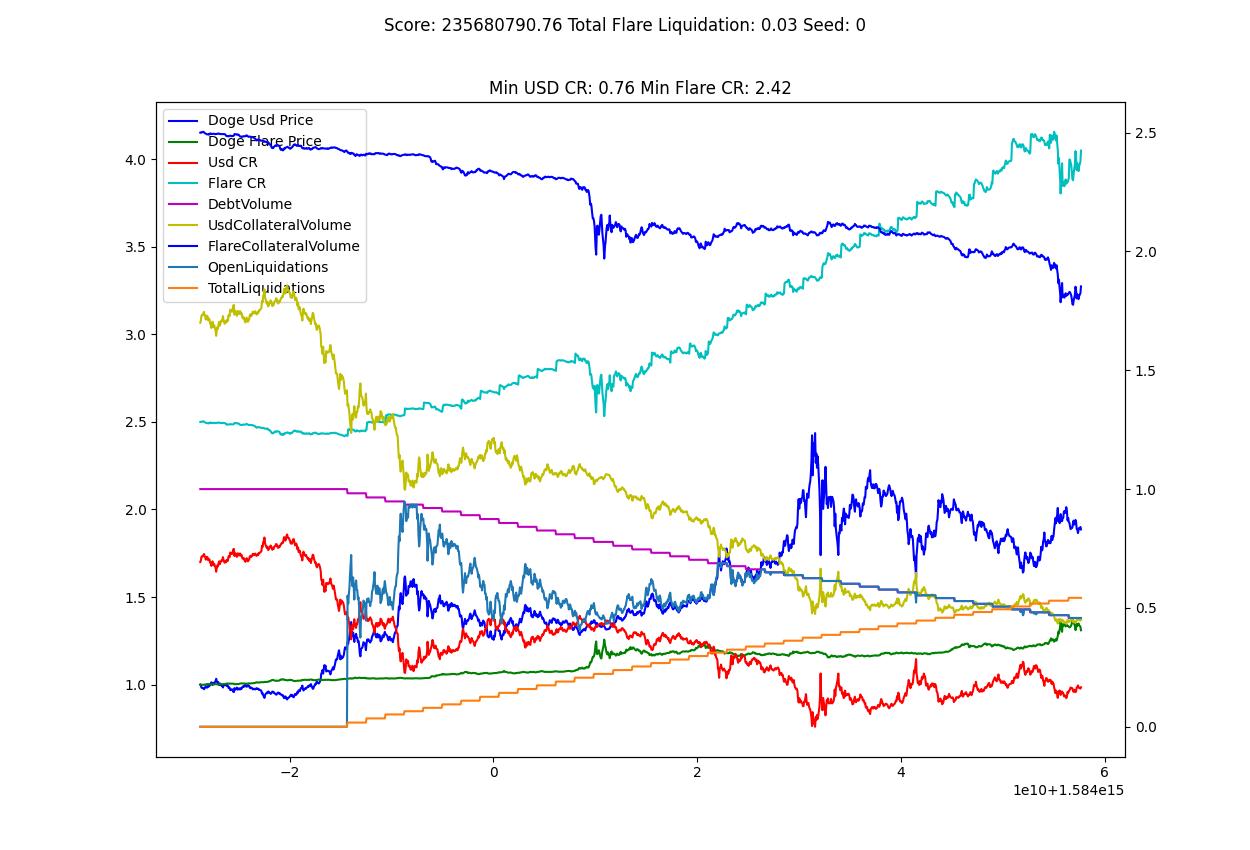 Score: 235680790.76 Total Flare Liquidation: 0.03 Seed: 0
Min USD CR: 0.76 Min Flare CR: 2.42
Doge Usd Price
Doge Flare Price
Usd CR
Flare CR
DebtVolume
UsdCollateralVolume
FlareCollateralVolume
OpenLiquidations
TotalLiquidations
4.0
3.5
3.0
2.5
2.0
1.5
1.0
2.5
2.0
1.5
1.0
0.5
0.0
−2 0 2 4 6
1e10+1.584e15